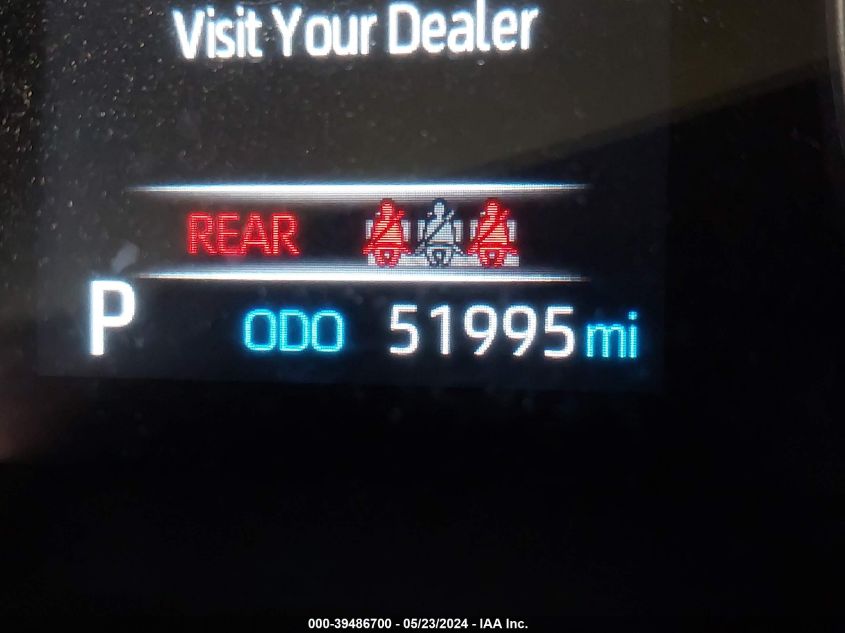 Visit Your Dealer
REAR
P ODO 51995 mi
000-39486700 - 05/23/2024 - IAA Inc.